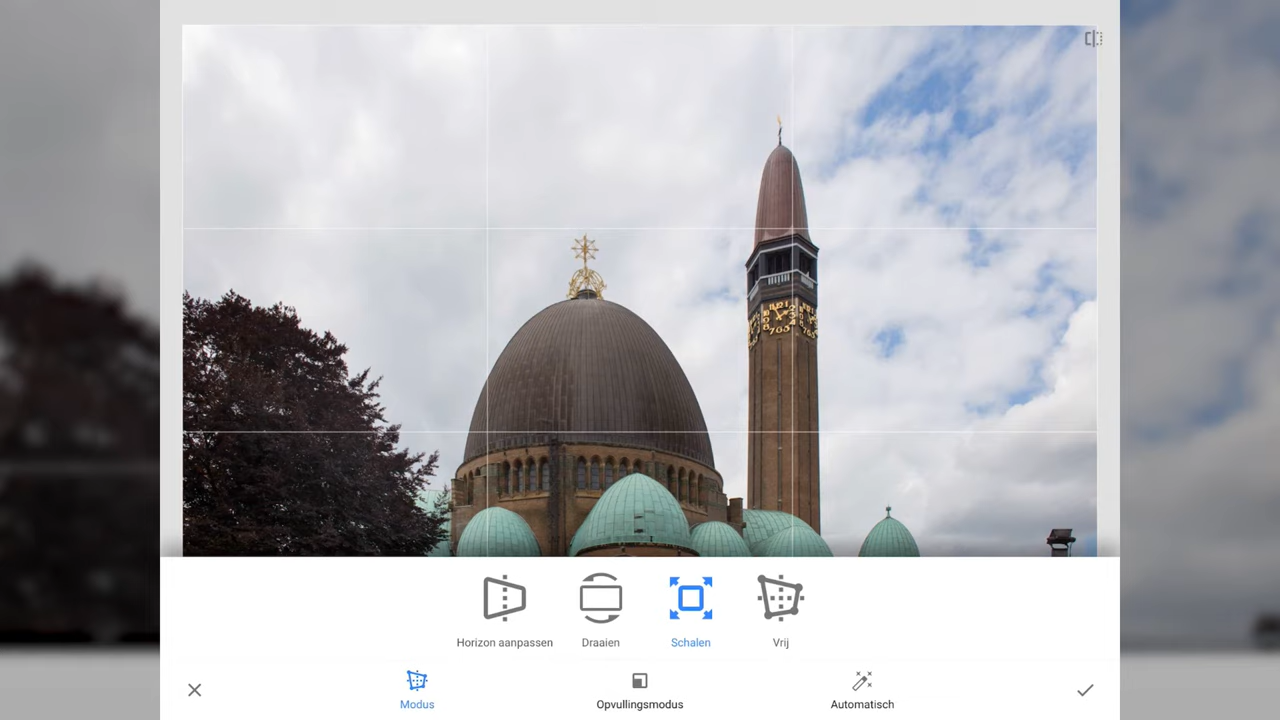 Horizon aanpassen
Draaien
Schalen
Vrij
Modus
Opvullingsmodus
Automatisch